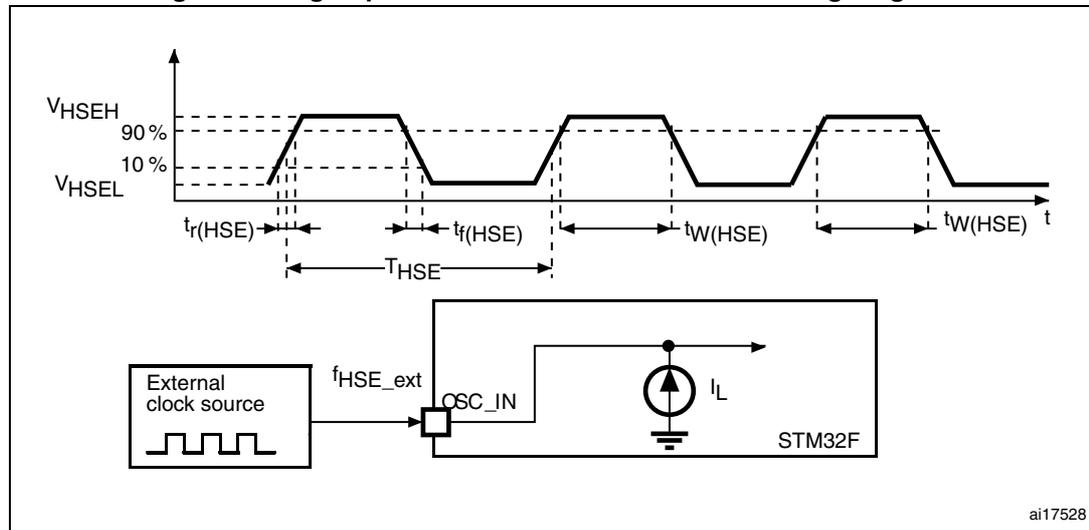 VHSEH
90 %
10 %
VHSEL
tr(HSE)
tf(HSE)
tW(HSE)
tW(HSE)
t
THSE
External
clock source
fHSE_ext
OSC_IN
IL
STM32F
ai17528